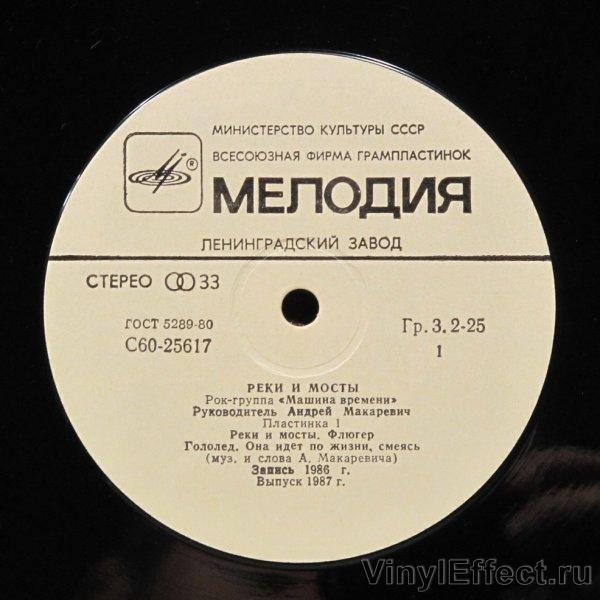 МИНИСТЕРСТВО КУЛЬТУРЫ СССР
ВСЕСОЮЗНАЯ ФИРМА ГРАМПЛАСТИНОК
®
МЕЛОДИЯ
ЛЕНИНГРАДСКИЙ ЗАВОД
СТЕРЕО 33
ГОСТ 5289-80
Гр. 3. 2-25
С60-25617
1
РЕКИ И МОСТЫ
Рок-группа «Машина времени»
Руководитель Андрей Макаревич
Пластинка 1
Реки и мосты. Флюгер
Гололед. Она идет по жизни, смеясь
(муз. и слова А. Макаревича)
Запись 1986 г.
Выпуск 1987 г.
VinylEffect.ru